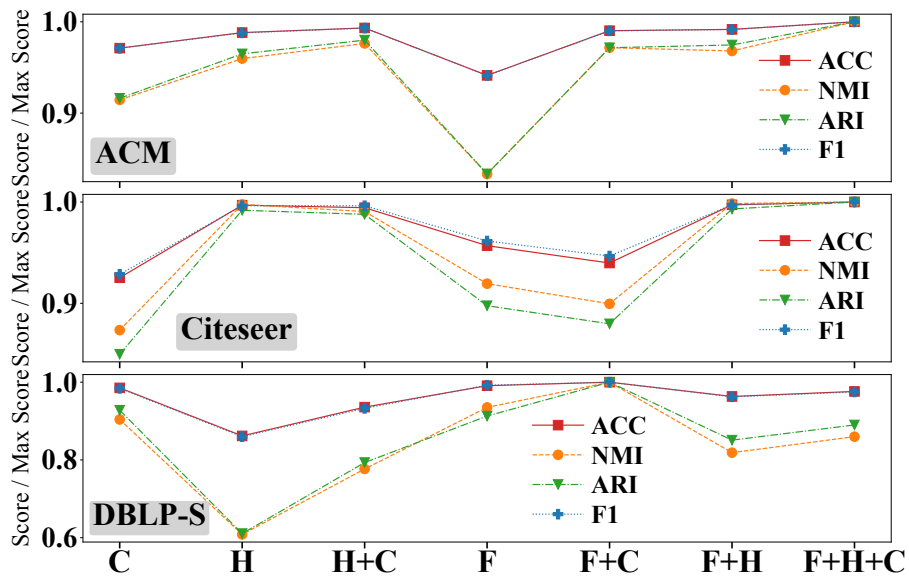 Score / Max Score
1.0
0.9
ACM
ACC
NMI
ARI
F1
Score / Max Score
1.0
0.9
Citeseer
ACC
NMI
ARI
F1
Score / Max Score
1.0
0.8
0.6
DBLP-S
ACC
NMI
ARI
F1
C H H+C F F+C F+H F+H+C